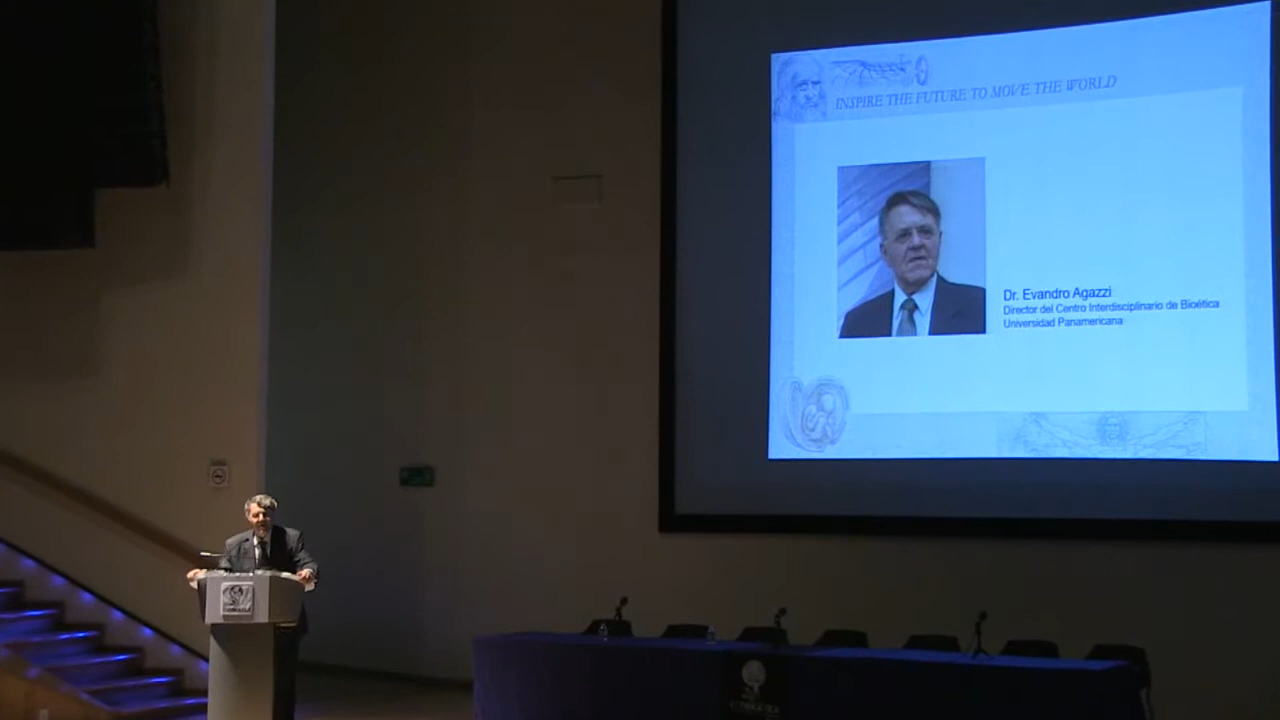 INSPIRE THE FUTURE TO MOVE THE WORLD
Dr. Evandro Agazzi
Director del Centro Interdisciplinario de Bioética
Universidad Panamericana